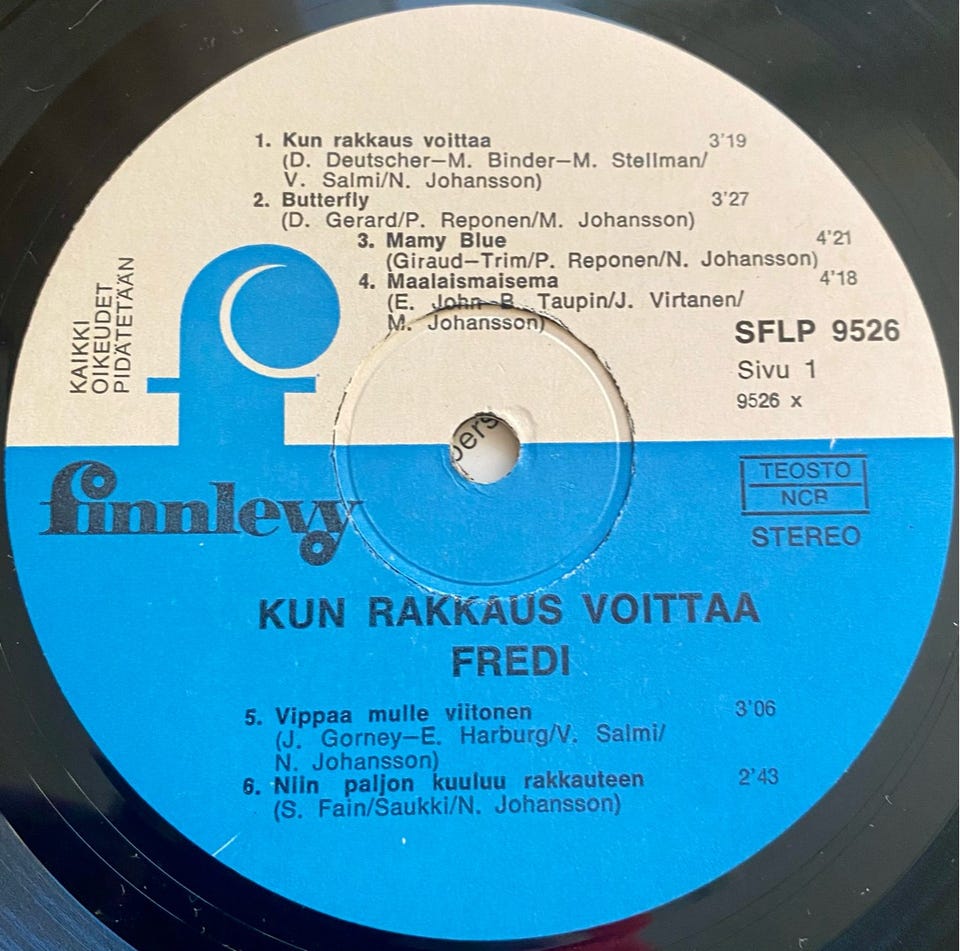 1. Kun rakkaus voittaa 3'19
(D. Deutscher–M. Binder–M. Stellman/
V. Salmi/N. Johansson)
2. Butterfly 3'27
(D. Gerard/P. Reponen/M. Johansson)
3. Mamy Blue 4'21
(Giraud–Trim/P. Reponen/N. Johansson)
4. Maalaismaisema 4'18
(E. John–B. Taupin/J. Virtanen/
M. Johansson)
KAIKKI
OIKEUDET
PIDÄTETÄÄN
SFLP 9526
Sivu 1
9526 x
finnlevy
TEOSTO
NCB
STEREO
KUN RAKKAUS VOITTAA
FREDI
5. Vippaa mulle viitonen 3'06
(J. Gorney–E. Harburg/V. Salmi/
N. Johansson)
6. Niin paljon kuuluu rakkauteen 2'43
(S. Fain/Saukki/N. Johansson)